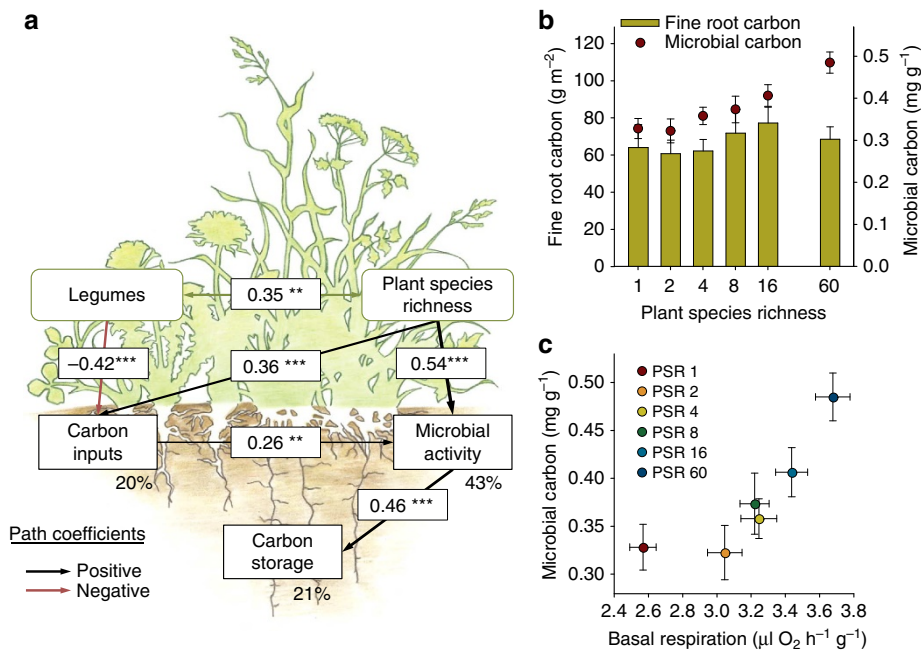 a
Legumes
0.35 **
Plant species
richness
−0.42***
0.36 ***
0.54***
Carbon
inputs
20%
0.26 **
Microbial
activity
43%
0.46 ***
Carbon
storage
21%
Path coefficients
Positive
Negative
b
Fine root carbon
Microbial carbon
Fine root carbon (g m⁻²)
120
100
80
60
40
20
0
0.5
0.4
0.3
0.2
0.1
0.0
Microbial carbon (mg g⁻¹)
1 2 4 8 16 60
Plant species richness
c
PSR 1
PSR 2
PSR 4
PSR 8
PSR 16
PSR 60
Microbial carbon (mg g⁻¹)
0.50
0.45
0.40
0.35
0.30
2.4 2.6 2.8 3.0 3.2 3.4 3.6 3.8
Basal respiration (μl O₂ h⁻¹ g⁻¹)